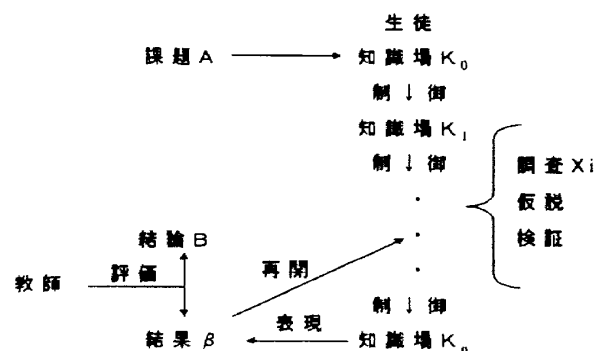 生徒
課題A
知識場K₀
制↓御
知識場K₁
制↓御
調査Xi
仮説
検証
結論B
再開
教師
評価
制↓御
表現
結果β
知識場Kₙ